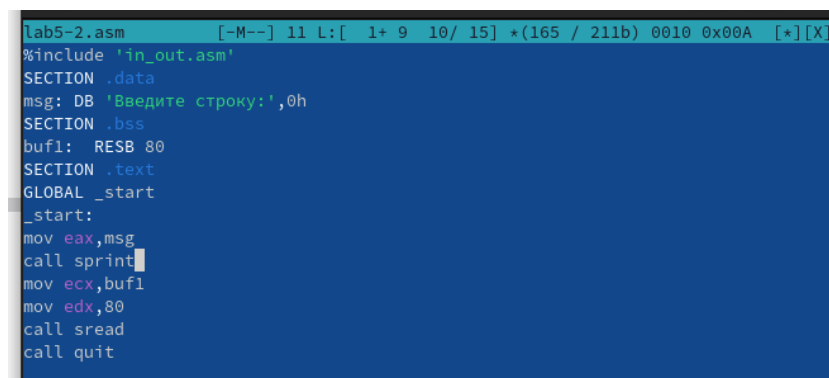 lab5-2.asm [-M--] 11 L:[ 1+ 9 10/ 15] *(165 / 211b) 0010 0x00A [*][X]
%include 'in_out.asm'
SECTION .data
msg: DB 'Введите строку:',0h
SECTION .bss
buf1: RESB 80
SECTION .text
GLOBAL _start
_start:
mov eax,msg
call sprint
mov ecx,buf1
mov edx,80
call sread
call quit